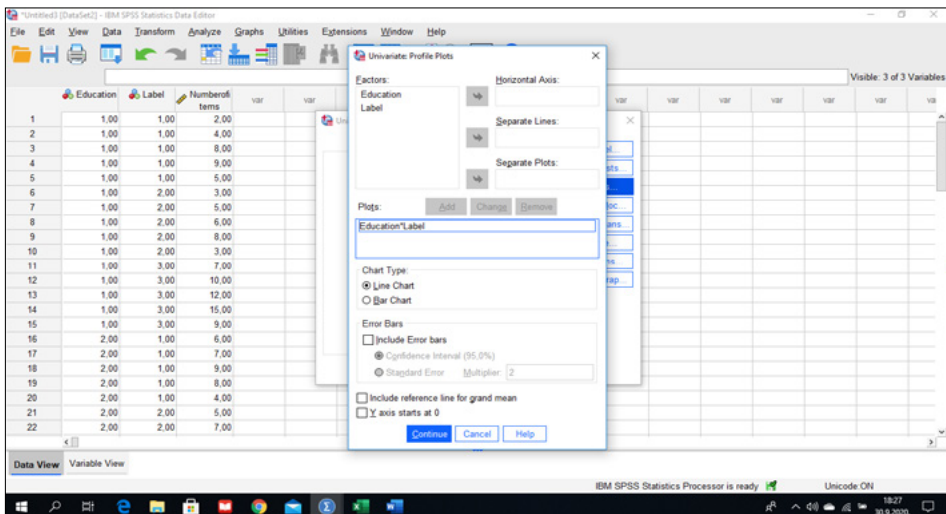 *Untitled3 [DataSet2] - IBM SPSS Statistics Data Editor
File Edit View Data Transform Analyze Graphs Utilities Extensions Window Help
Visible: 3 of 3 Variables
Education Label Numberofi
tems
var var var var var var var va
1 1,00 1,00 2,00
2 1,00 1,00 4,00
3 1,00 1,00 8,00
4 1,00 1,00 9,00
5 1,00 1,00 5,00
6 1,00 2,00 3,00
7 1,00 2,00 5,00
8 1,00 2,00 6,00
9 1,00 2,00 8,00
10 1,00 2,00 3,00
11 1,00 3,00 7,00
12 1,00 3,00 10,00
13 1,00 3,00 12,00
14 1,00 3,00 15,00
15 1,00 3,00 9,00
16 2,00 1,00 6,00
17 2,00 1,00 7,00
18 2,00 1,00 9,00
19 2,00 1,00 8,00
20 2,00 1,00 4,00
21 2,00 2,00 5,00
22 2,00 2,00 7,00
Univariate: Profile Plots
Factors:
Education
Label
Horizontal Axis:
Separate Lines:
Separate Plots:
Plots: Add Change Remove
Education*Label
Chart Type:
Line Chart
Bar Chart
Error Bars
Include Error bars
Confidence Interval (95,0%)
Standard Error Multiplier: 2
Include reference line for grand mean
Y axis starts at 0
Continue Cancel Help
Data View Variable View
IBM SPSS Statistics Processor is ready Unicode:ON
18:27
30.9.2020